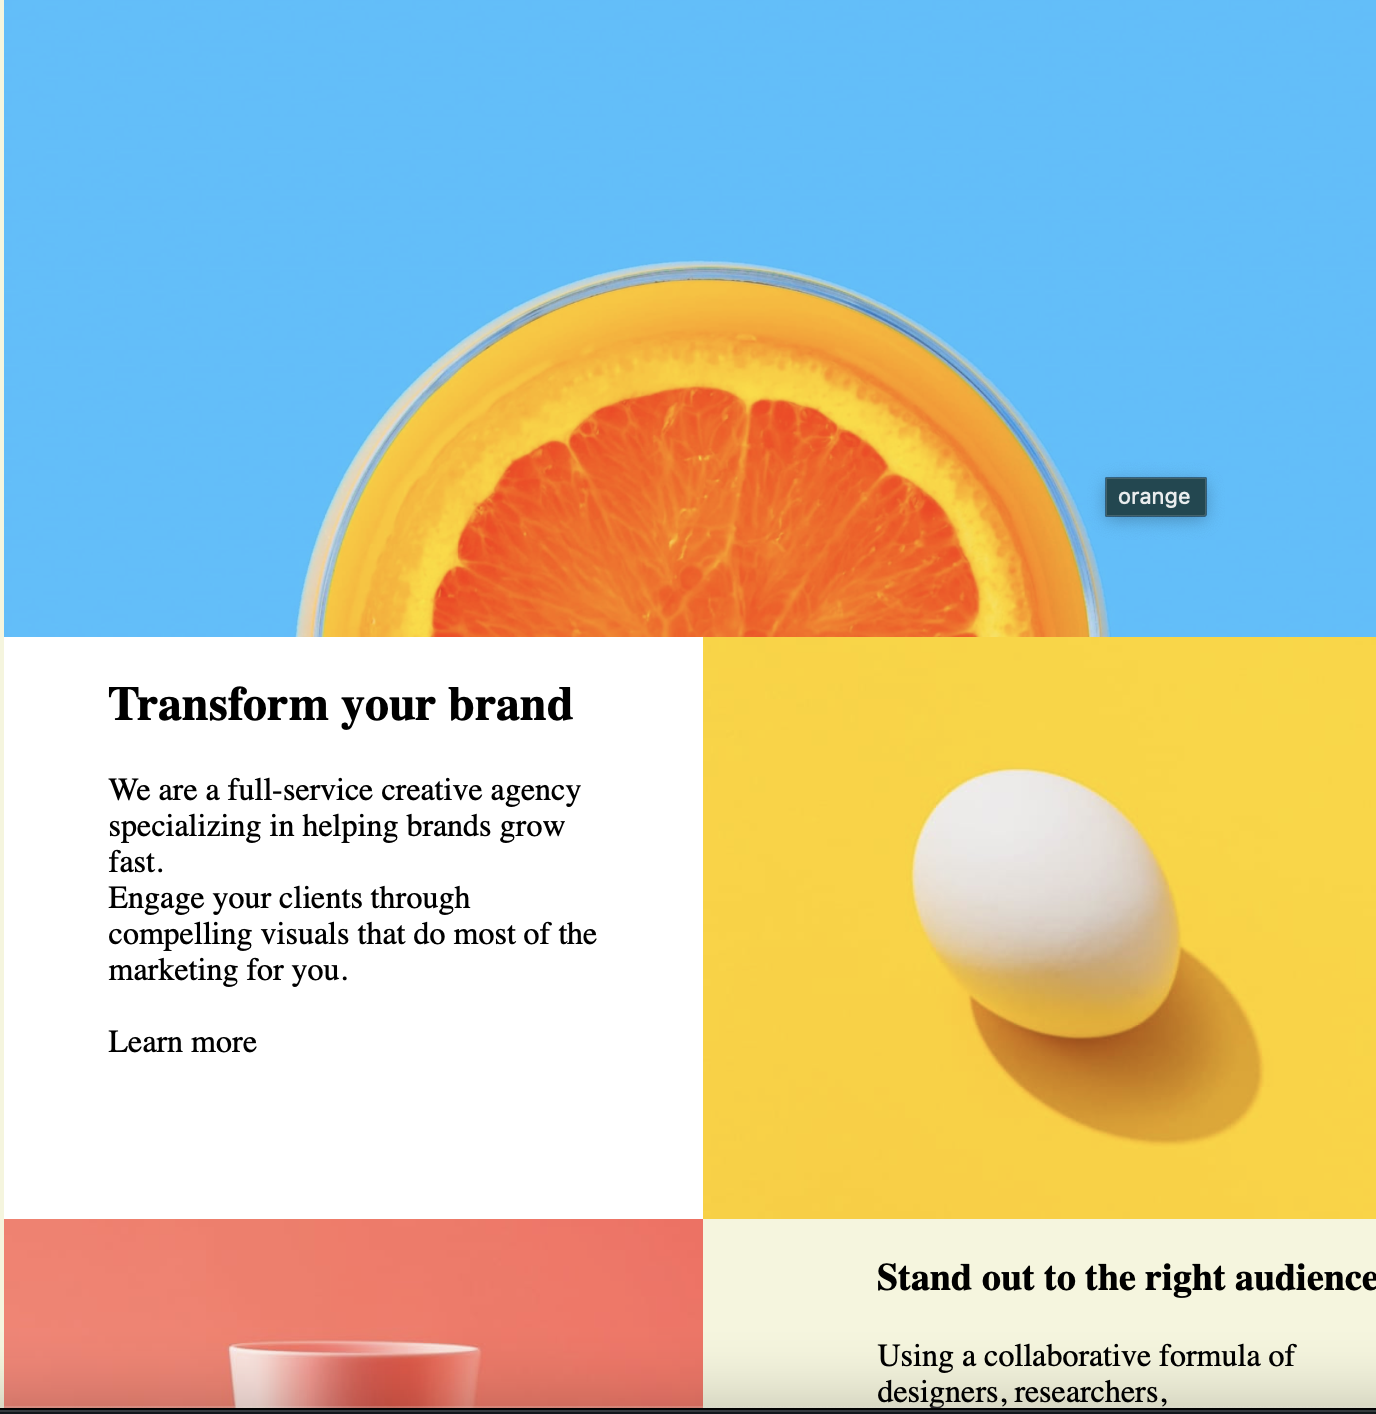 orange
Transform your brand
We are a full-service creative agency
specializing in helping brands grow
fast.
Engage your clients through
compelling visuals that do most of the
marketing for you.
Learn more
Stand out to the right audience
Using a collaborative formula of
designers, researchers,